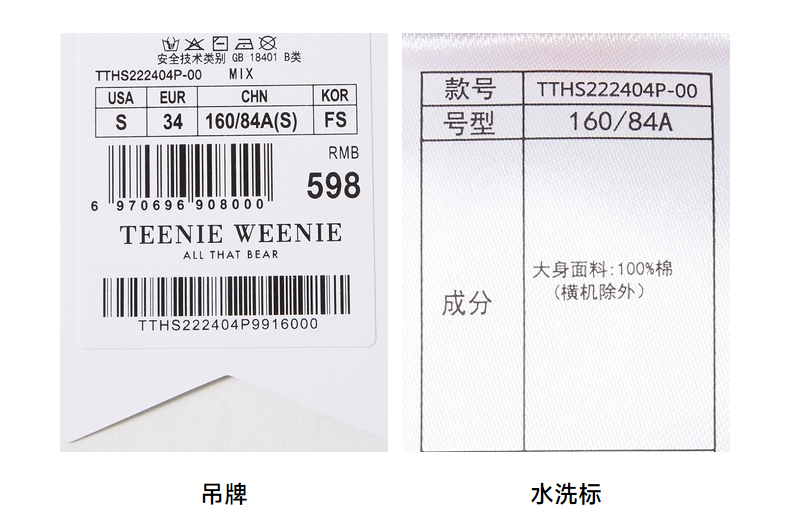 安全技术类别 GB 18401 B类
TTHS222404P-00 MIX
USA EUR CHN KOR
S 34 160/84A(S) FS
RMB
598
6 970696 908000
TEENIE WEENIE
ALL THAT BEAR
TTHS222404P9916000
款号 TTHS222404P-00
号型 160/84A
成分 大身面料:100%棉
（横机除外）
吊牌
水洗标